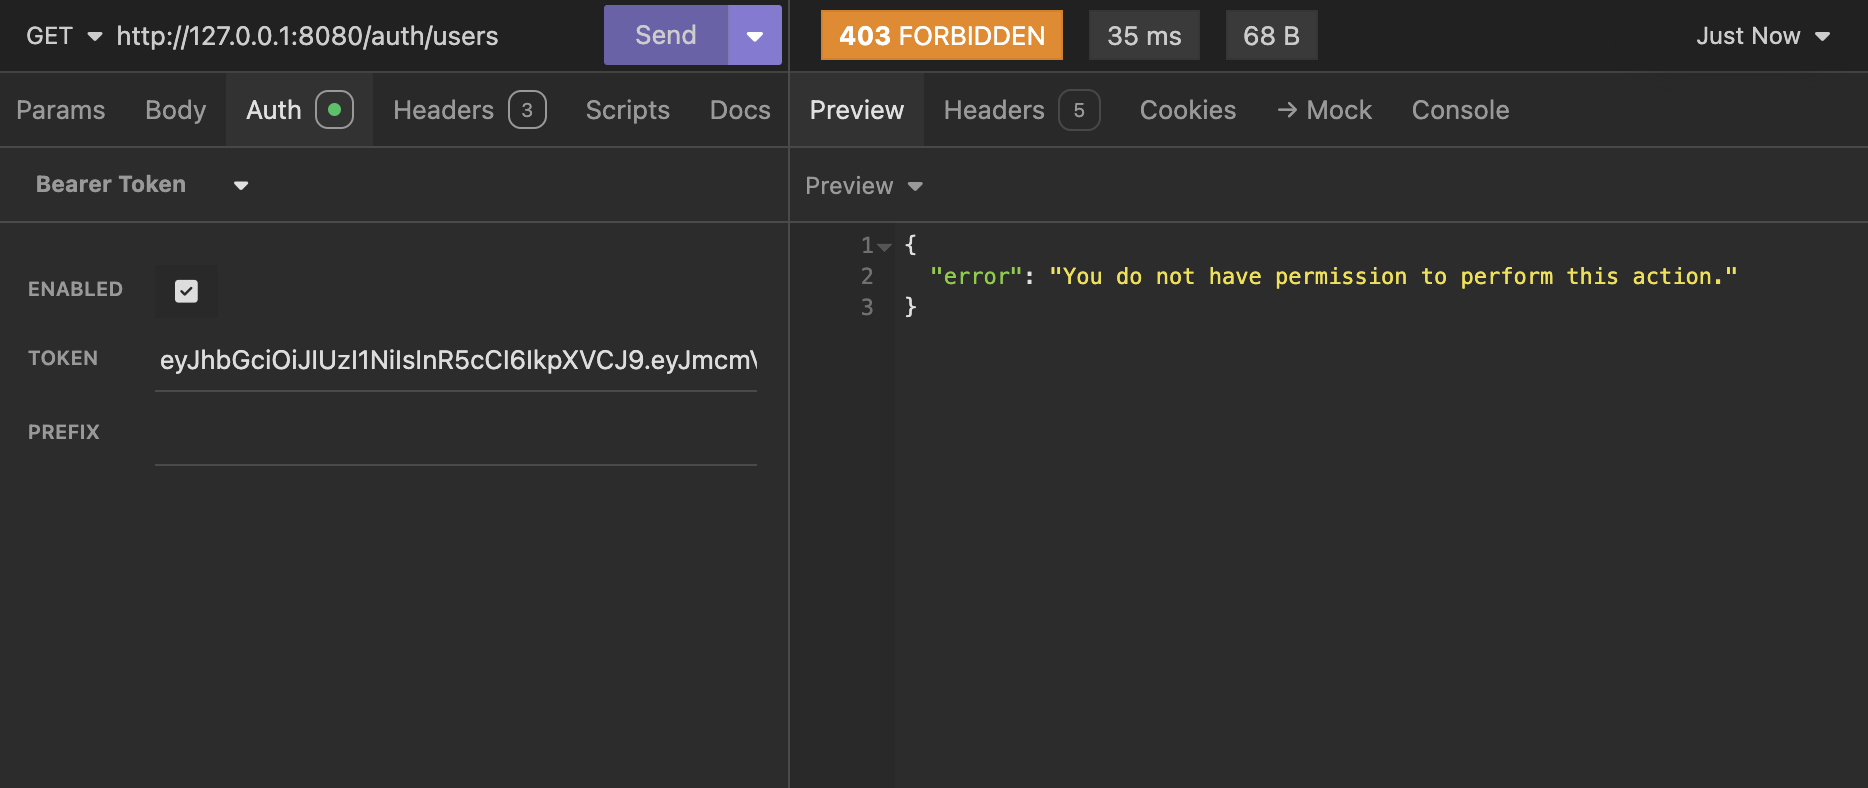 GET http://127.0.0.1:8080/auth/users Send
403 FORBIDDEN 35 ms 68 B Just Now
Params Body Auth Headers 3 Scripts Docs
Preview Headers 5 Cookies → Mock Console
Bearer Token
Preview
ENABLED
TOKEN eyJhbGciOiJIUzI1NiIsInR5cCI6IkpXVCJ9.eyJmcmV
PREFIX
1 {
2 "error": "You do not have permission to perform this action."
3 }